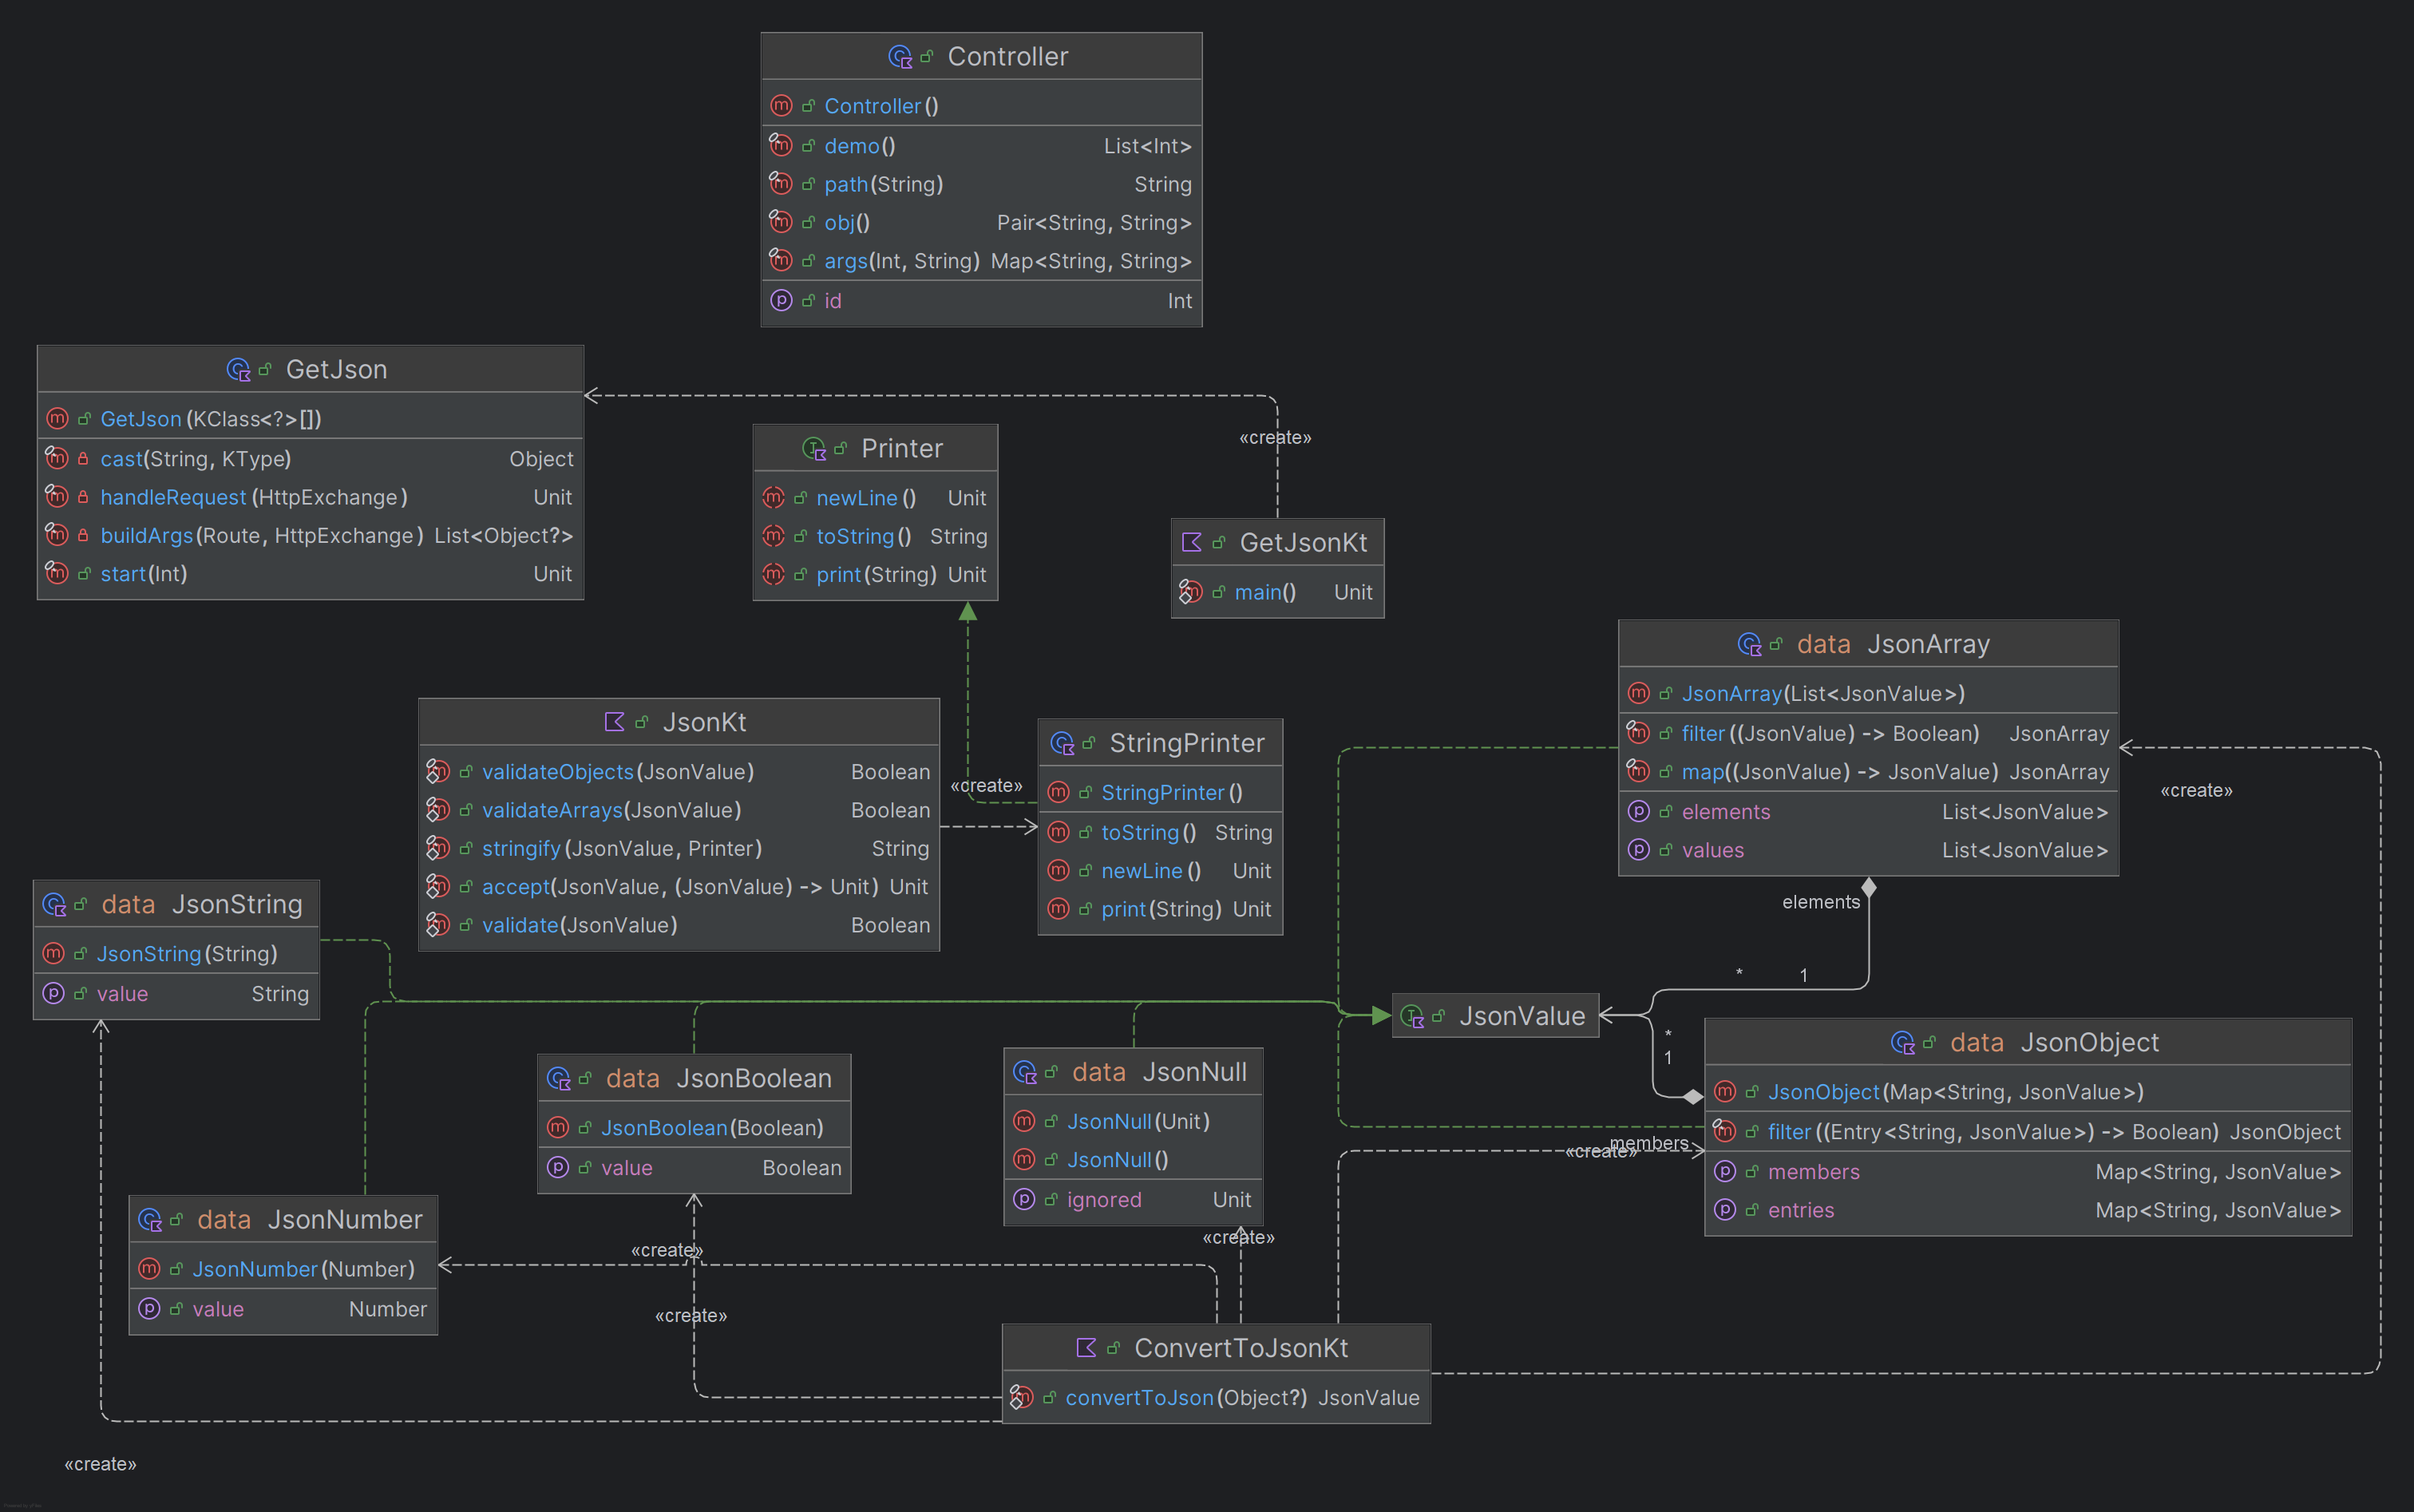 Controller
Controller()
demo() List<Int>
path(String) String
obj() Pair<String, String>
args(Int, String) Map<String, String>
id Int
GetJson
GetJson(KClass<?>[])
cast(String, KType) Object
handleRequest(HttpExchange) Unit
buildArgs(Route, HttpExchange) List<Object?>
start(Int) Unit
«create»
Printer
newLine() Unit
toString() String
print(String) Unit
GetJsonKt
main() Unit
JsonKt
validateObjects(JsonValue) Boolean
validateArrays(JsonValue) Boolean
stringify(JsonValue, Printer) String
accept(JsonValue, (JsonValue) -> Unit) Unit
validate(JsonValue) Boolean
«create»
StringPrinter
StringPrinter()
toString() String
newLine() Unit
print(String) Unit
data JsonArray
JsonArray(List<JsonValue>)
filter((JsonValue) -> Boolean) JsonArray
map((JsonValue) -> JsonValue) JsonArray
elements List<JsonValue>
values List<JsonValue>
«create»
elements
* 1
data JsonString
JsonString(String)
value String
JsonValue
*
1
data JsonObject
JsonObject(Map<String, JsonValue>)
filter((Entry<String, JsonValue>) -> Boolean) JsonObject
members Map<String, JsonValue>
entries Map<String, JsonValue>
members
«create»
data JsonBoolean
JsonBoolean(Boolean)
value Boolean
data JsonNull
JsonNull(Unit)
JsonNull()
ignored Unit
data JsonNumber
JsonNumber(Number)
value Number
«create»
«create»
«create»
ConvertToJsonKt
convertToJson(Object?) JsonValue
«create»